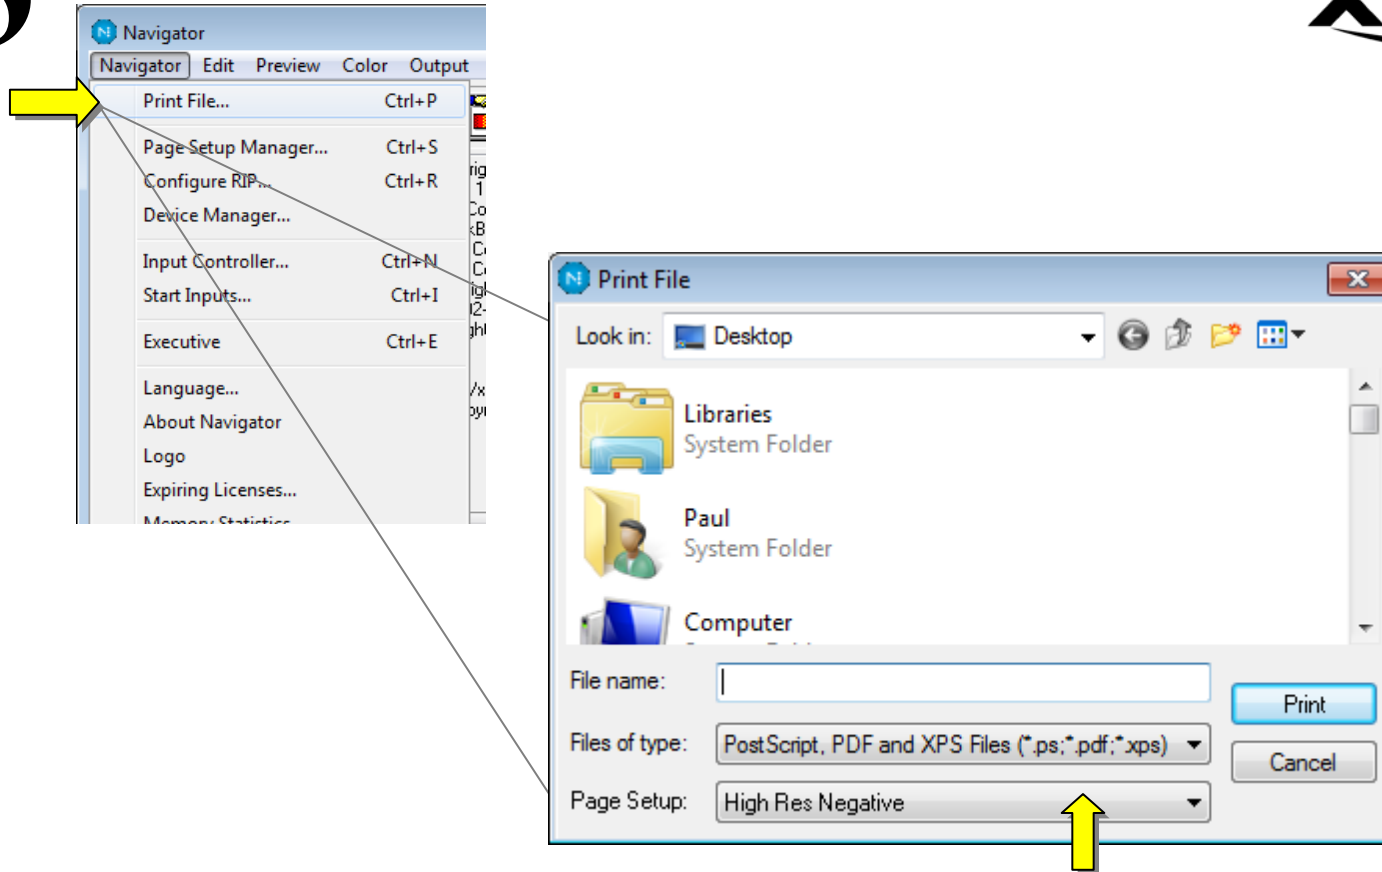 Navigator
Navigator Edit Preview Color Output
Print File... Ctrl+P
Page Setup Manager... Ctrl+S
Configure RIP... Ctrl+R
Device Manager...
Input Controller... Ctrl+N
Start Inputs... Ctrl+I
Executive Ctrl+E
Language...
About Navigator
Logo
Expiring Licenses...
Memory Statistics
Print File
Look in: Desktop
Libraries
System Folder
Paul
System Folder
Computer
File name:
Print
Files of type: PostScript, PDF and XPS Files (*.ps;*.pdf;*.xps)
Cancel
Page Setup: High Res Negative